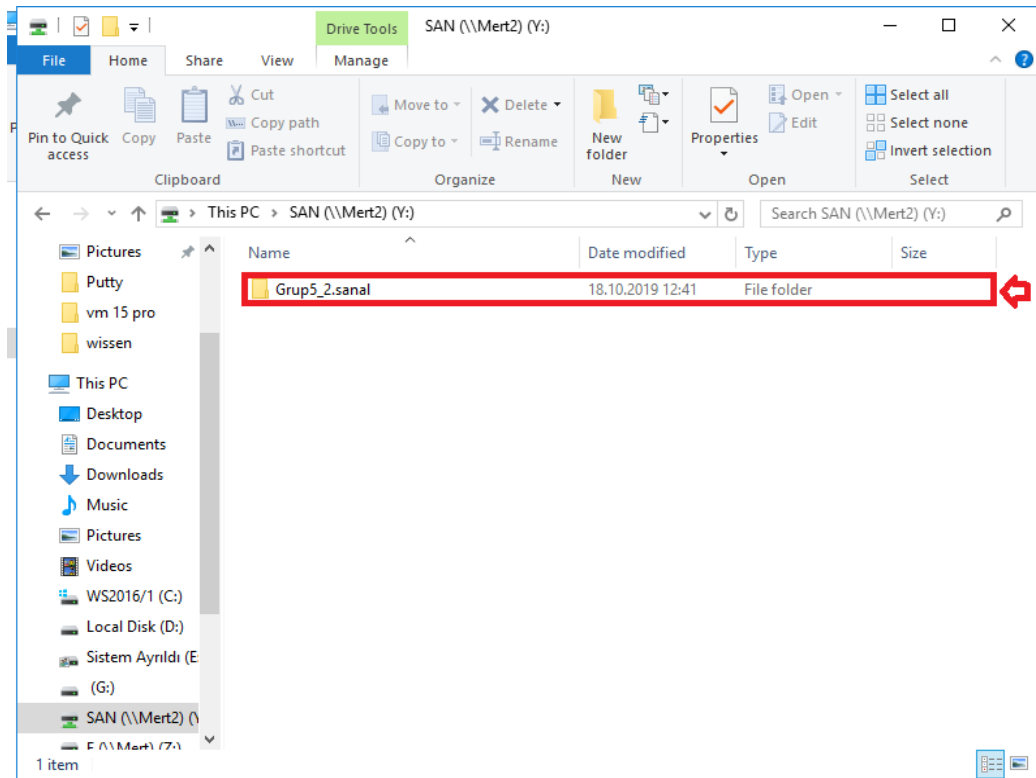 Drive Tools SAN (\\Mert2) (Y:)
File Home Share View Manage
Pin to Quick access
Copy
Paste
Cut
Copy path
Paste shortcut
Clipboard
Move to
Copy to
Delete
Rename
Organize
New folder
New
Properties
Open
Edit
Open
Select all
Select none
Invert selection
Select
This PC > SAN (\\Mert2) (Y:)
Search SAN (\\Mert2) (Y:)
Name Date modified Type Size
Grup5_2.sanal 18.10.2019 12:41 File folder
Pictures
Putty
vm 15 pro
wissen
This PC
Desktop
Documents
Downloads
Music
Pictures
Videos
WS2016/1 (C:)
Local Disk (D:)
Sistem Ayrıldı (E:
(G:)
SAN (\\Mert2) (Y
F (\\Mert) (Z:)
1 item